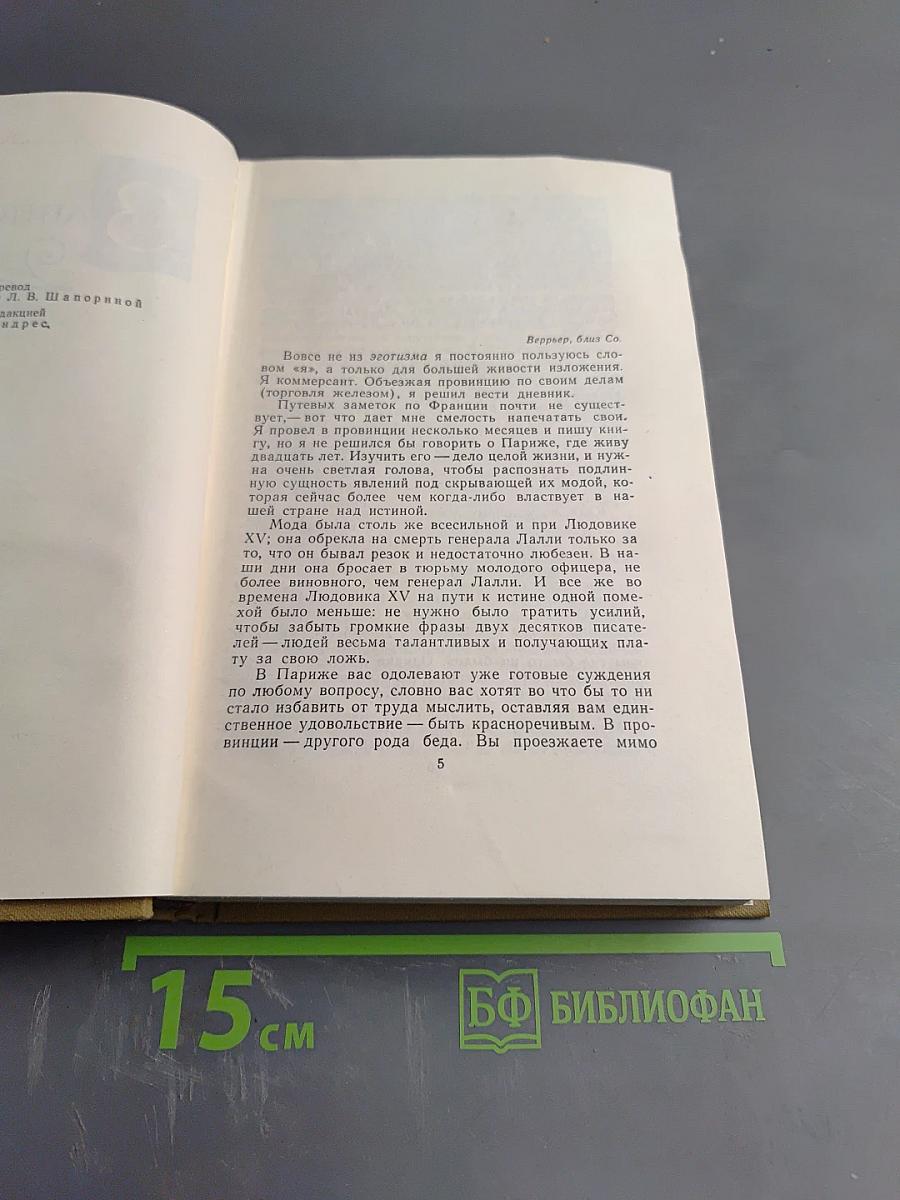 Л. В. Шапориной
Веррьер, близ Со.
Вовсе не из эготизма я постоянно пользуюсь сло-
вом «я», а только для большей живости изложения.
Я коммерсант. Объезжая провинцию по своим делам
(торговля железом), я решил вести дневник.
Путевых заметок по Франции почти не сущест-
вует,— вот что дает мне смелость напечатать свои.
Я провел в провинции несколько месяцев и пишу кни-
гу, но я не решился бы говорить о Париже, где живу
двадцать лет. Изучить его — дело целой жизни, и нуж-
на очень светлая голова, чтобы распознать подлин-
ную сущность явлений под скрывающей их модой, ко-
торая сейчас более чем когда-либо властвует в на-
шей стране над истиной.
Мода была столь же всесильной и при Людовике
XV; она обрекла на смерть генерала Лалли только за
то, что он бывал резок и недостаточно любезен. В на-
ши дни она бросает в тюрьму молодого офицера, не
более виновного, чем генерал Лалли. И все же во
времена Людовика XV на пути к истине одной поме-
хой было меньше: не нужно было тратить усилий,
чтобы забыть громкие фразы двух десятков писате-
лей — людей весьма талантливых и получающих пла-
ту за свою ложь.
В Париже вас одолевают уже готовые суждения
по любому вопросу, словно вас хотят во что бы то ни
стало избавить от труда мыслить, оставляя вам един-
ственное удовольствие — быть красноречивым. В про-
винции — другого рода беда. Вы проезжаете мимо
5
15 см
БФ БИБЛИОФАН